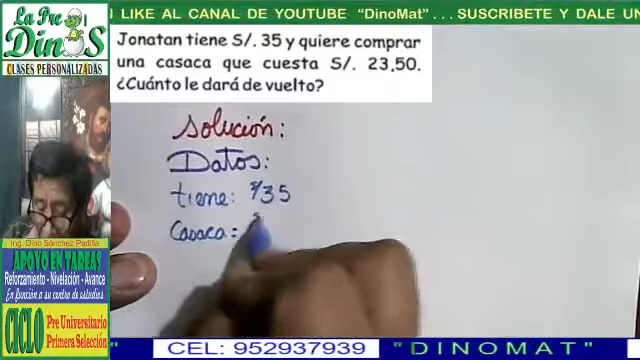 La Pre
DinoS
CLASES PERSONALIZADAS
U LIKE AL CANAL DE YOUTUBE "DinoMat"... SUSCRIBETE Y DALE UN
Jonatan tiene S/. 35 y quiere comprar
una casaca que cuesta S/. 23,50.
¿Cuánto le dará de vuelto?
Solución:
Datos:
tiene: S/35
Casaca: S
Ing. Dino Sánchez Padilla
APOYO EN TAREAS
Reforzamiento - Nivelación - Avance
En función a su centro de estudios
CICLO
Pre Universitario
Primera Selección
CEL: 952937939 "DINOMAT"